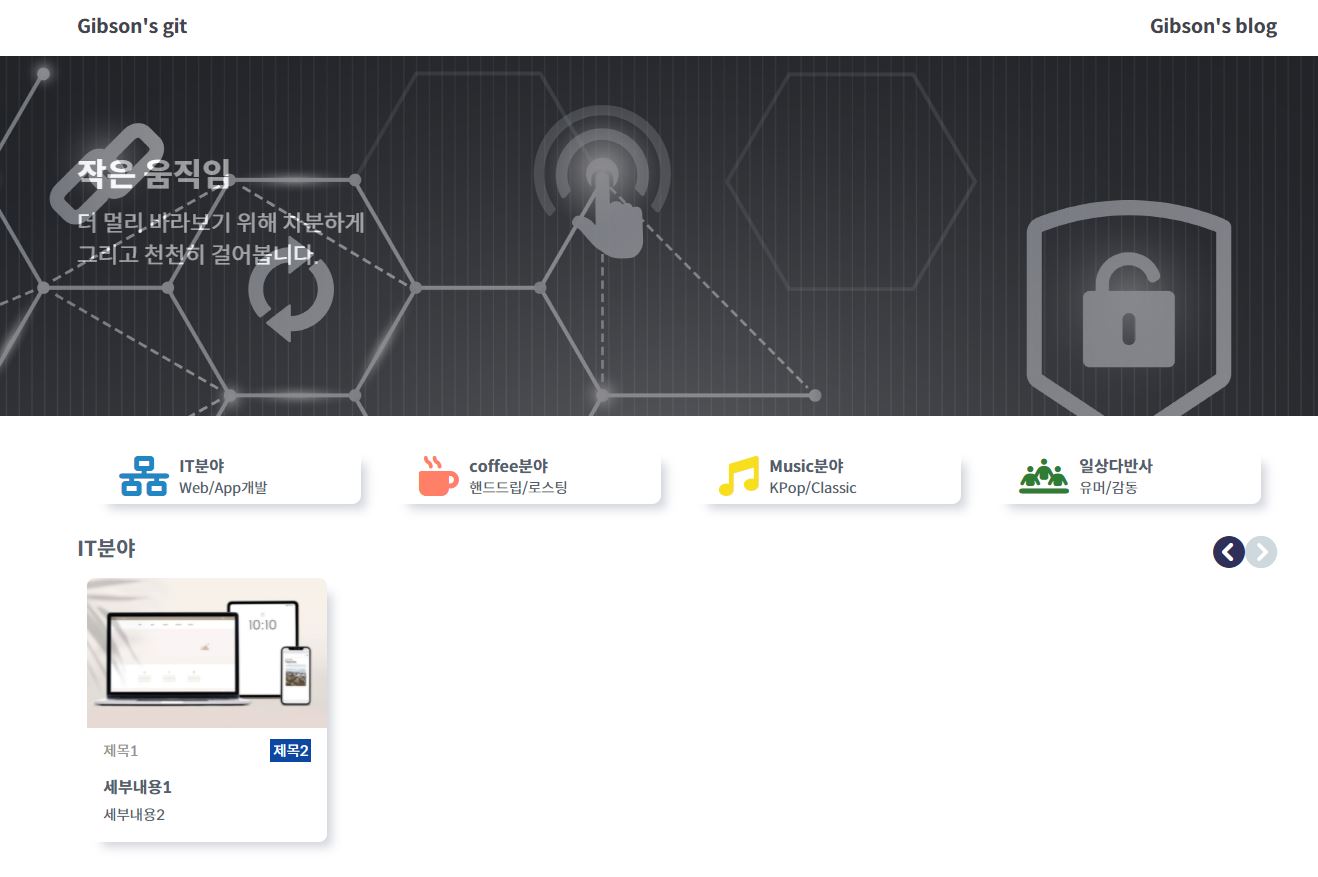 Gibson's git
Gibson's blog
작은 움직임
더 멀리 바라보기 위해 차분하게
그리고 천천히 걸어봅니다.
IT분야
Web/App개발
coffee분야
핸드드립/로스팅
Music분야
KPop/Classic
일상다반사
유머/감동
IT분야
10:10
제목1
제목2
세부내용1
세부내용2